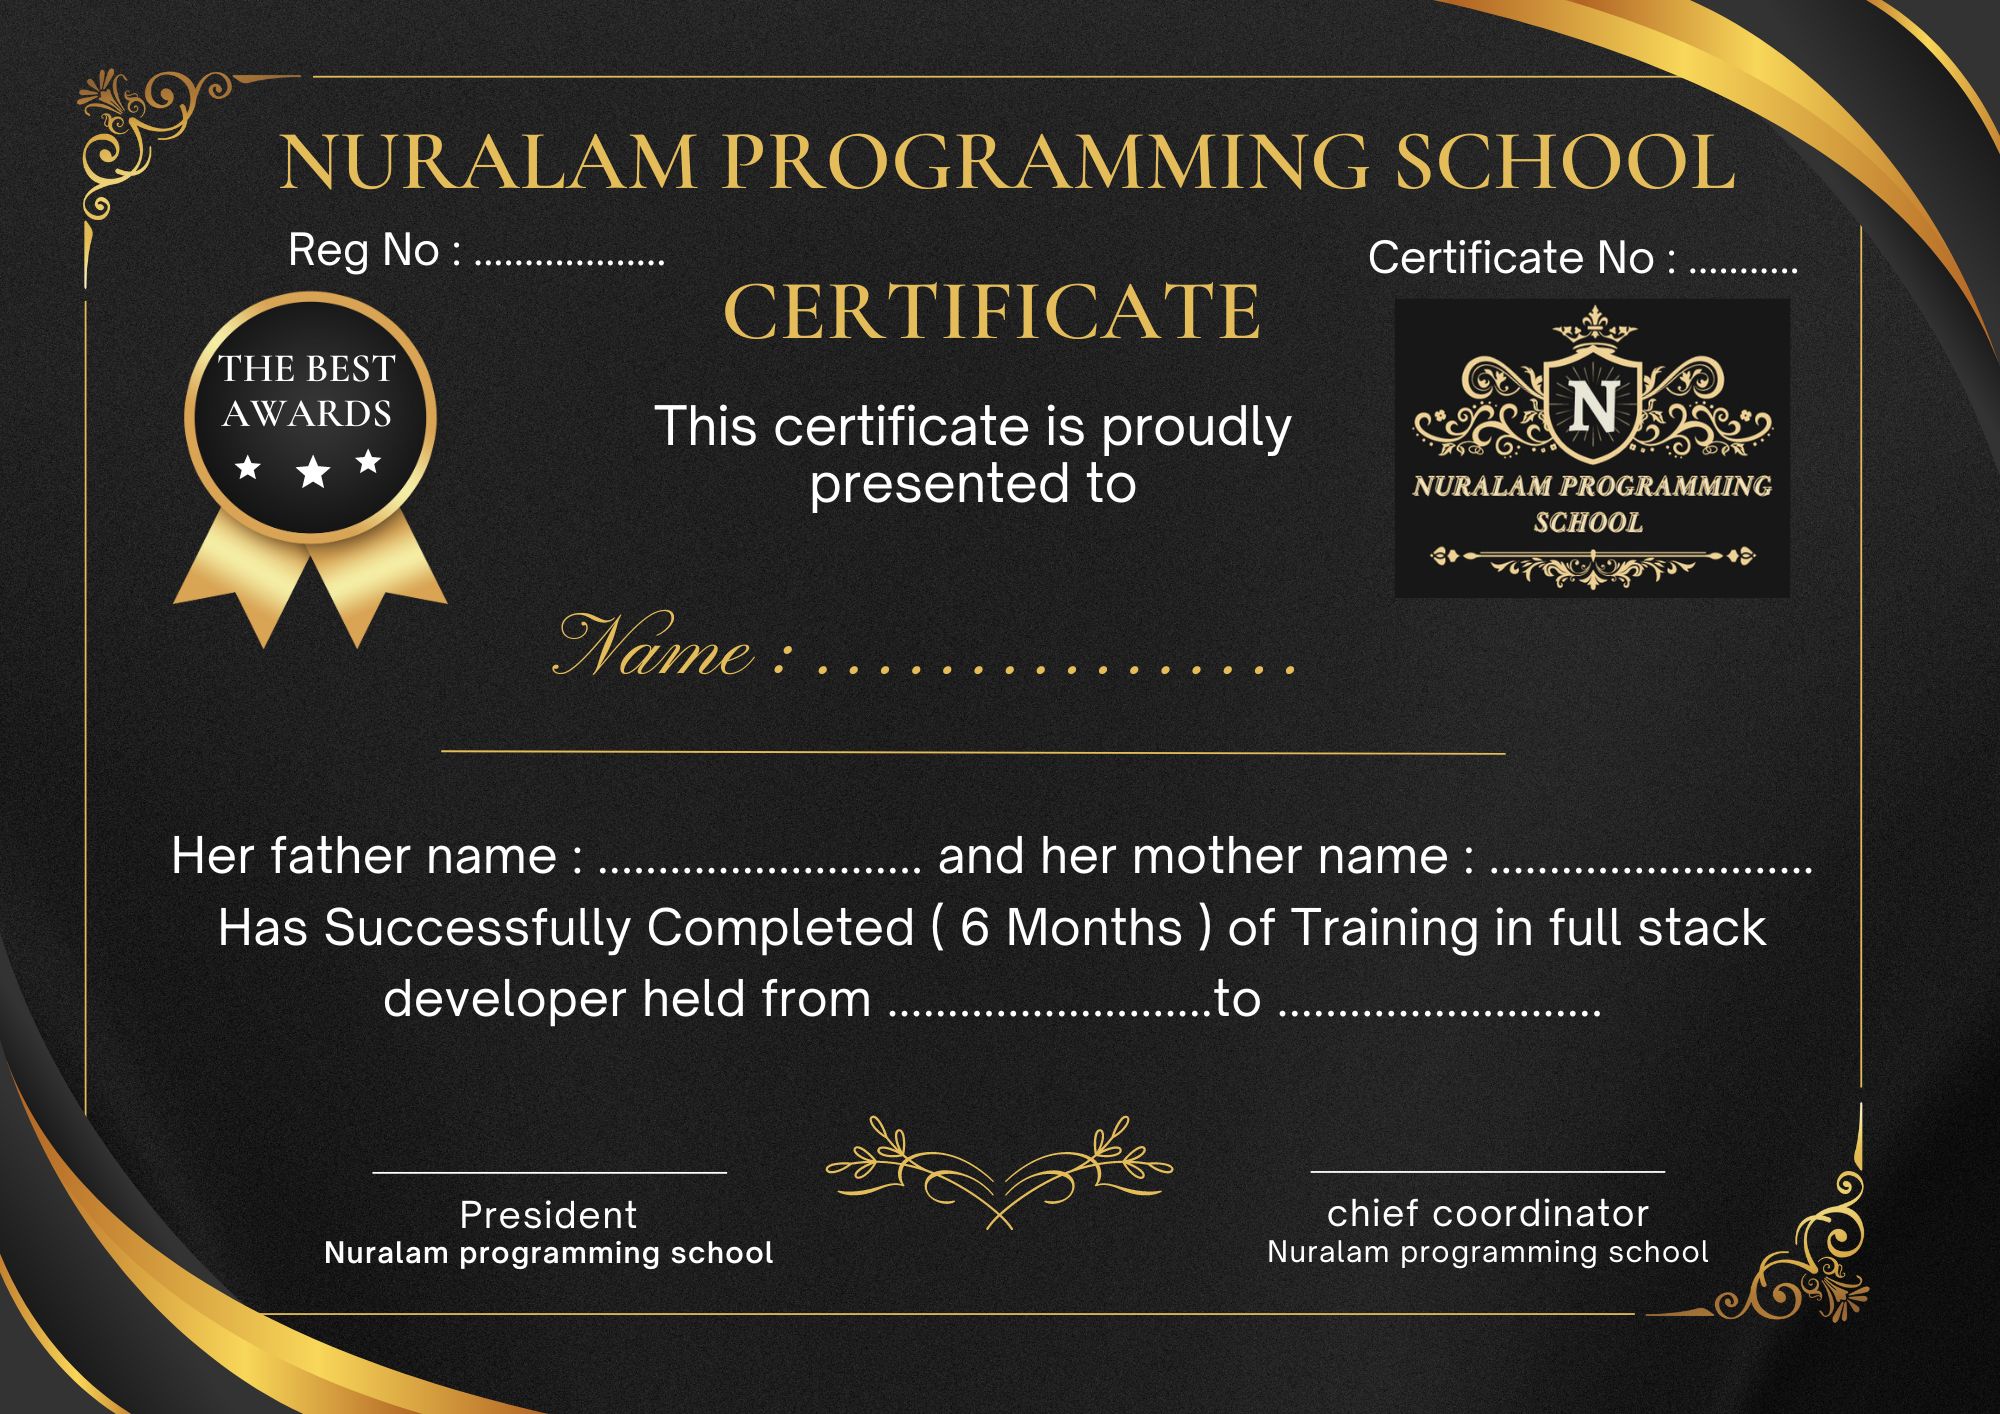 NURALAM PROGRAMMING SCHOOL
Reg No : ...................
Certificate No : ...........
CERTIFICATE
THE BEST
AWARDS
This certificate is proudly
presented to
N
NURALAM PROGRAMMING
SCHOOL
Name : . . . . . . . . . . . . . . . .
Her father name : ........................... and her mother name : ...........................
Has Successfully Completed ( 6 Months ) of Training in full stack
developer held from ...........................to ...........................
President
Nuralam programming school
chief coordinator
Nuralam programming school